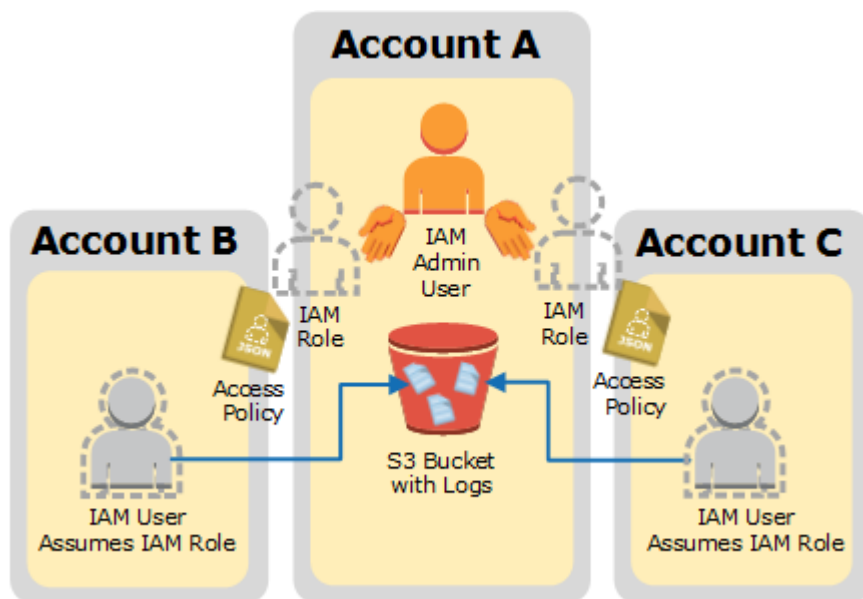 Account A
Account B
Account C
IAM
Admin
User
IAM
Role
IAM
Role
JSON
JSON
Access
Policy
Access
Policy
S3 Bucket
with Logs
IAM User
Assumes IAM Role
IAM User
Assumes IAM Role